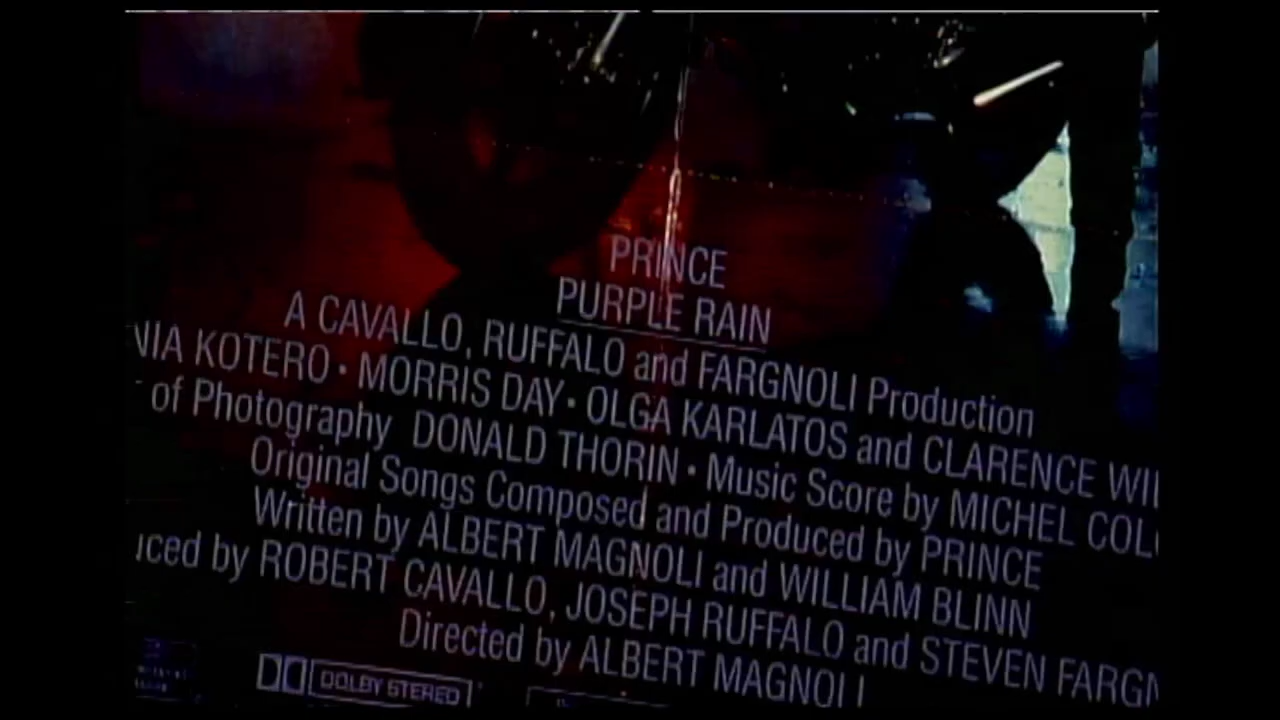 PRINCE
PURPLE RAIN
A CAVALLO, RUFFALO and FARGNOLI Production
NIA KOTERO • MORRIS DAY • OLGA KARLATOS and CLARENCE WIL
of Photography DONALD THORIN • Music Score by MICHEL COL
Original Songs Composed and Produced by PRINCE
Written by ALBERT MAGNOLI and WILLIAM BLINN
uced by ROBERT CAVALLO, JOSEPH RUFFALO and STEVEN FARGN
Directed by ALBERT MAGNOLI
DOLBY STEREO